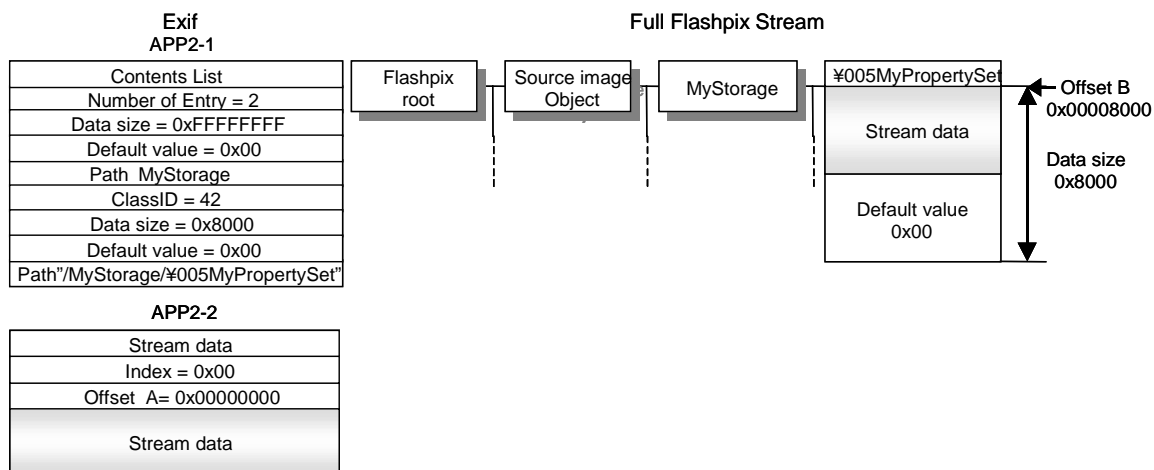 Exif
APP2-1
Contents List
Number of Entry = 2
Data size = 0xFFFFFFFF
Default value = 0x00
Path MyStorage
ClassID = 42
Data size = 0x8000
Default value = 0x00
Path"/MyStorage/¥005MyPropertySet"
APP2-2
Stream data
Index = 0x00
Offset A= 0x00000000
Stream data
Full Flashpix Stream
Flashpix
root
Source image
Object
MyStorage
¥005MyPropertySet
Stream data
Default value
0x00
Offset B
0x00008000
Data size
0x8000